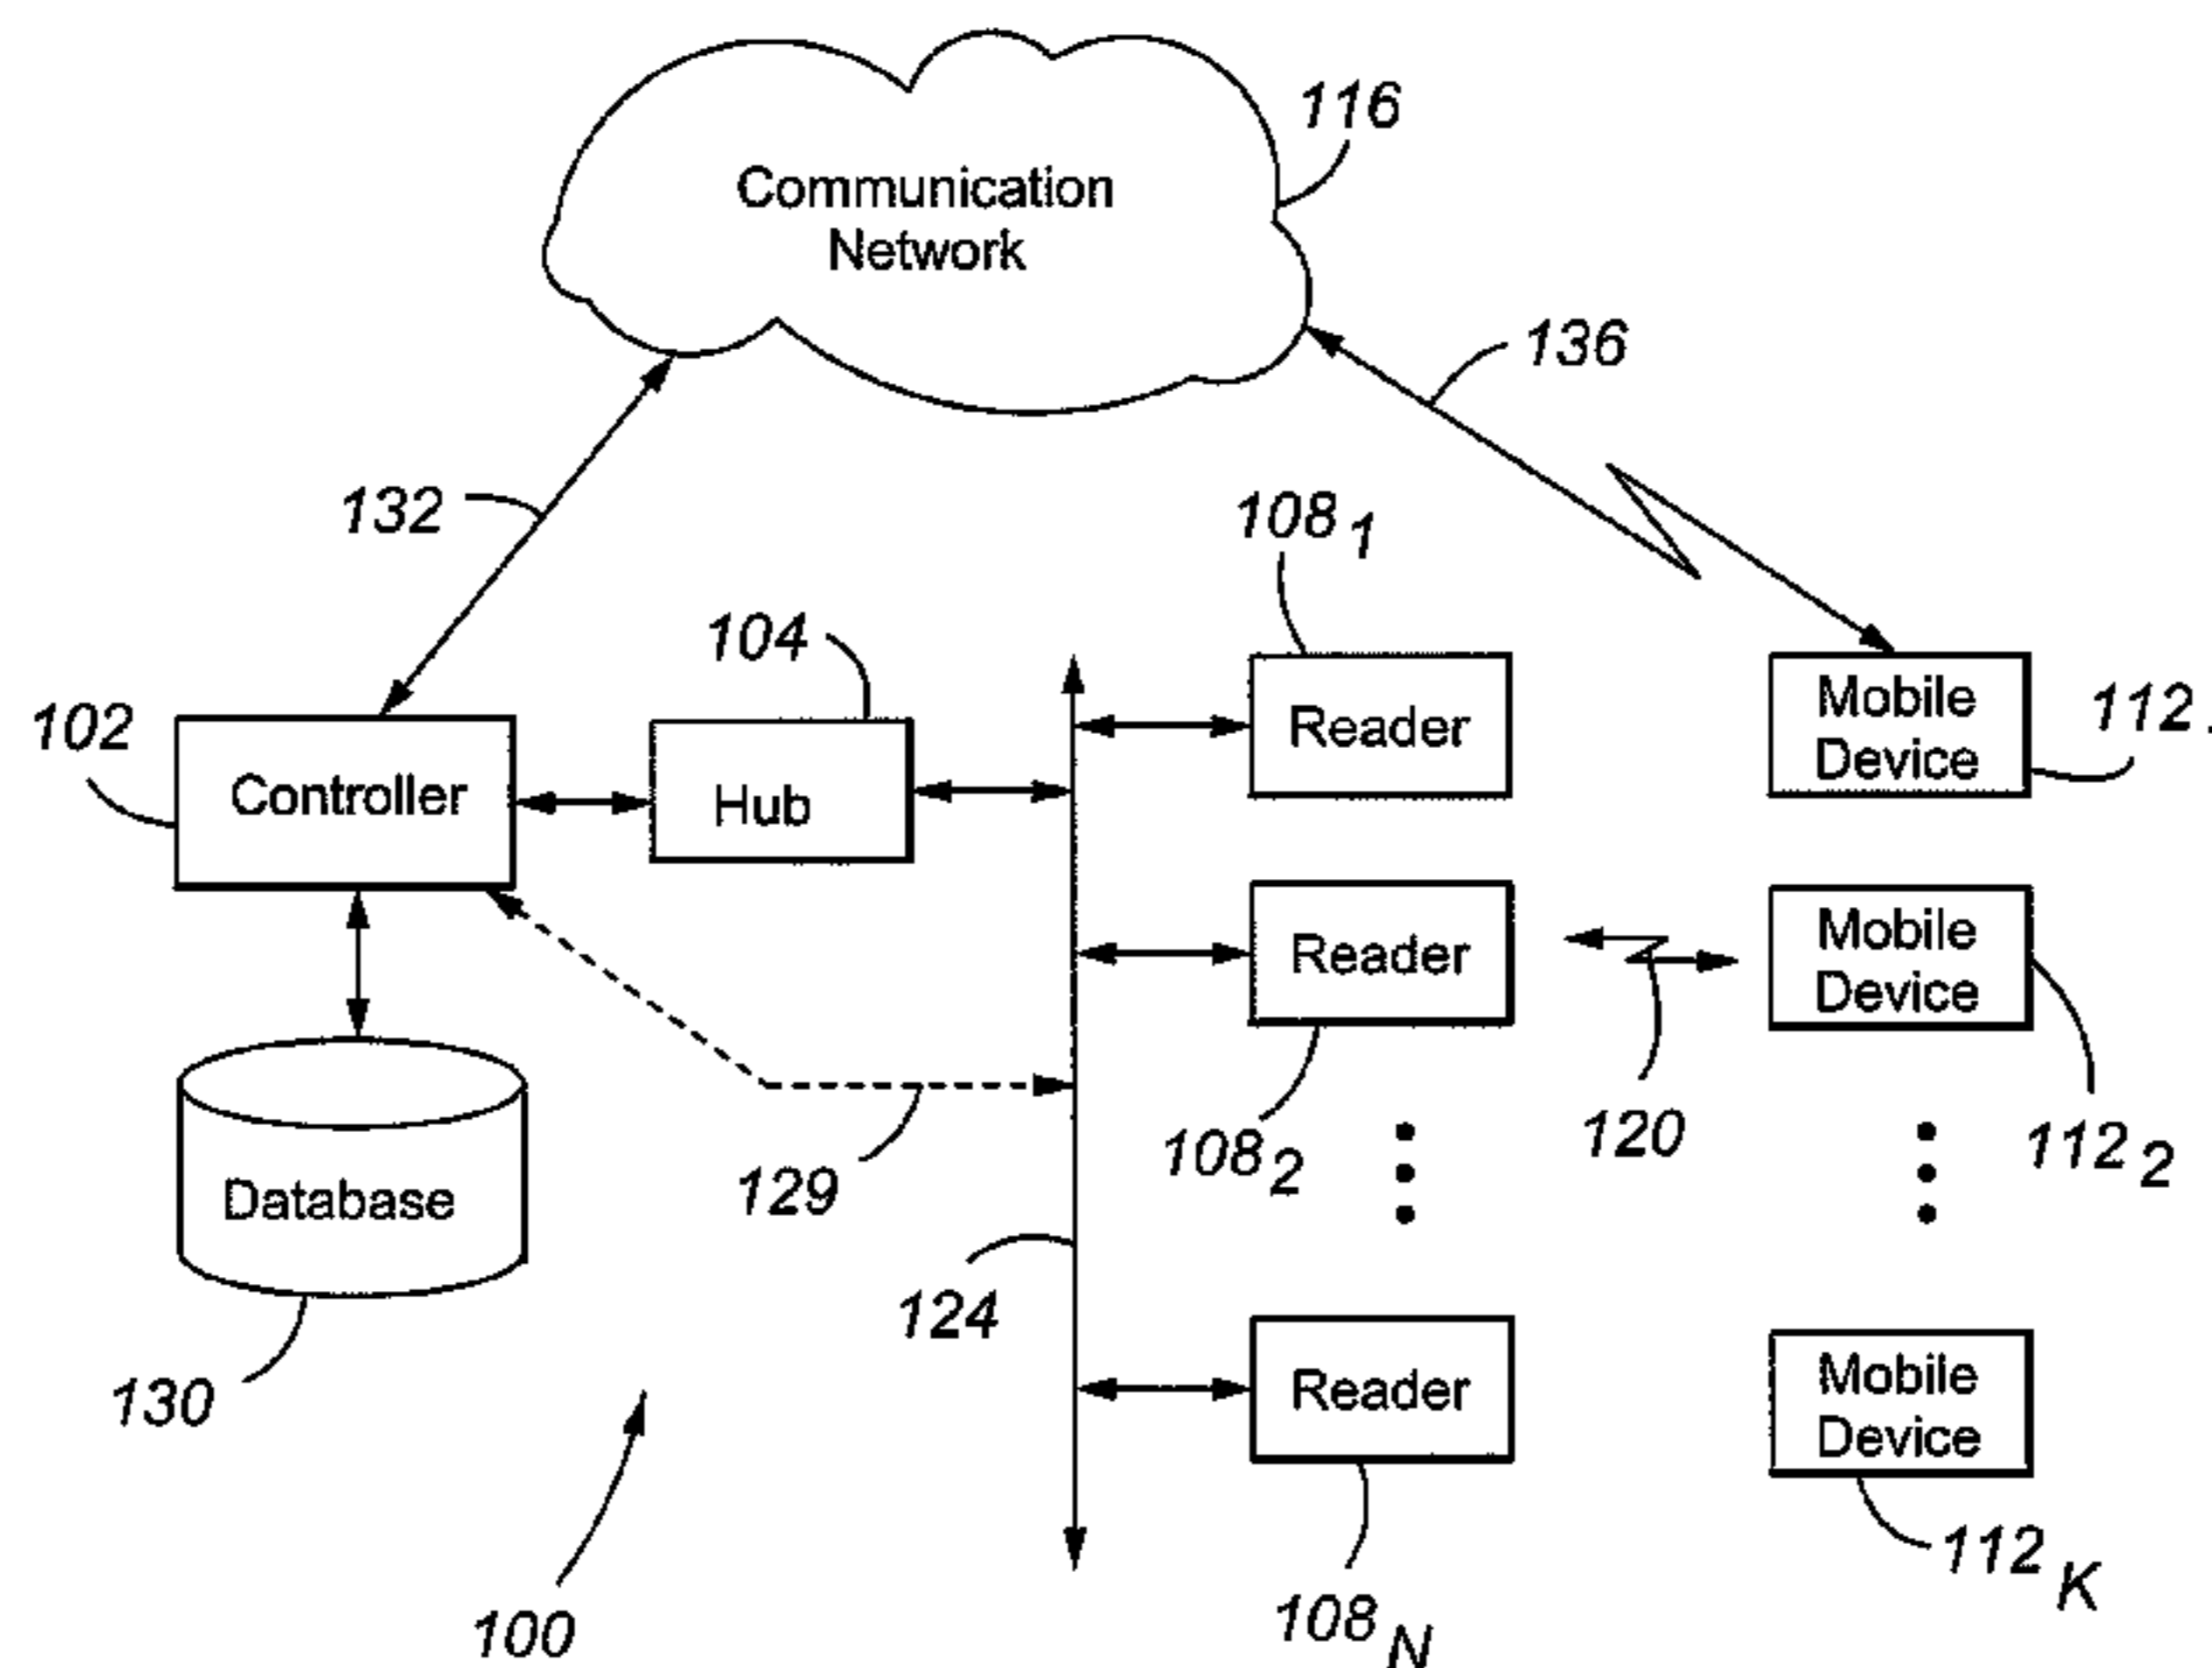 Communication
Network
116
136
132
108 1
104
102
Controller
Hub
Reader
Mobile
Device
112
Reader
Mobile
Device
120
112 2
108 2
129
Database
124
130
Reader
Mobile
Device
112 K
108 N
100